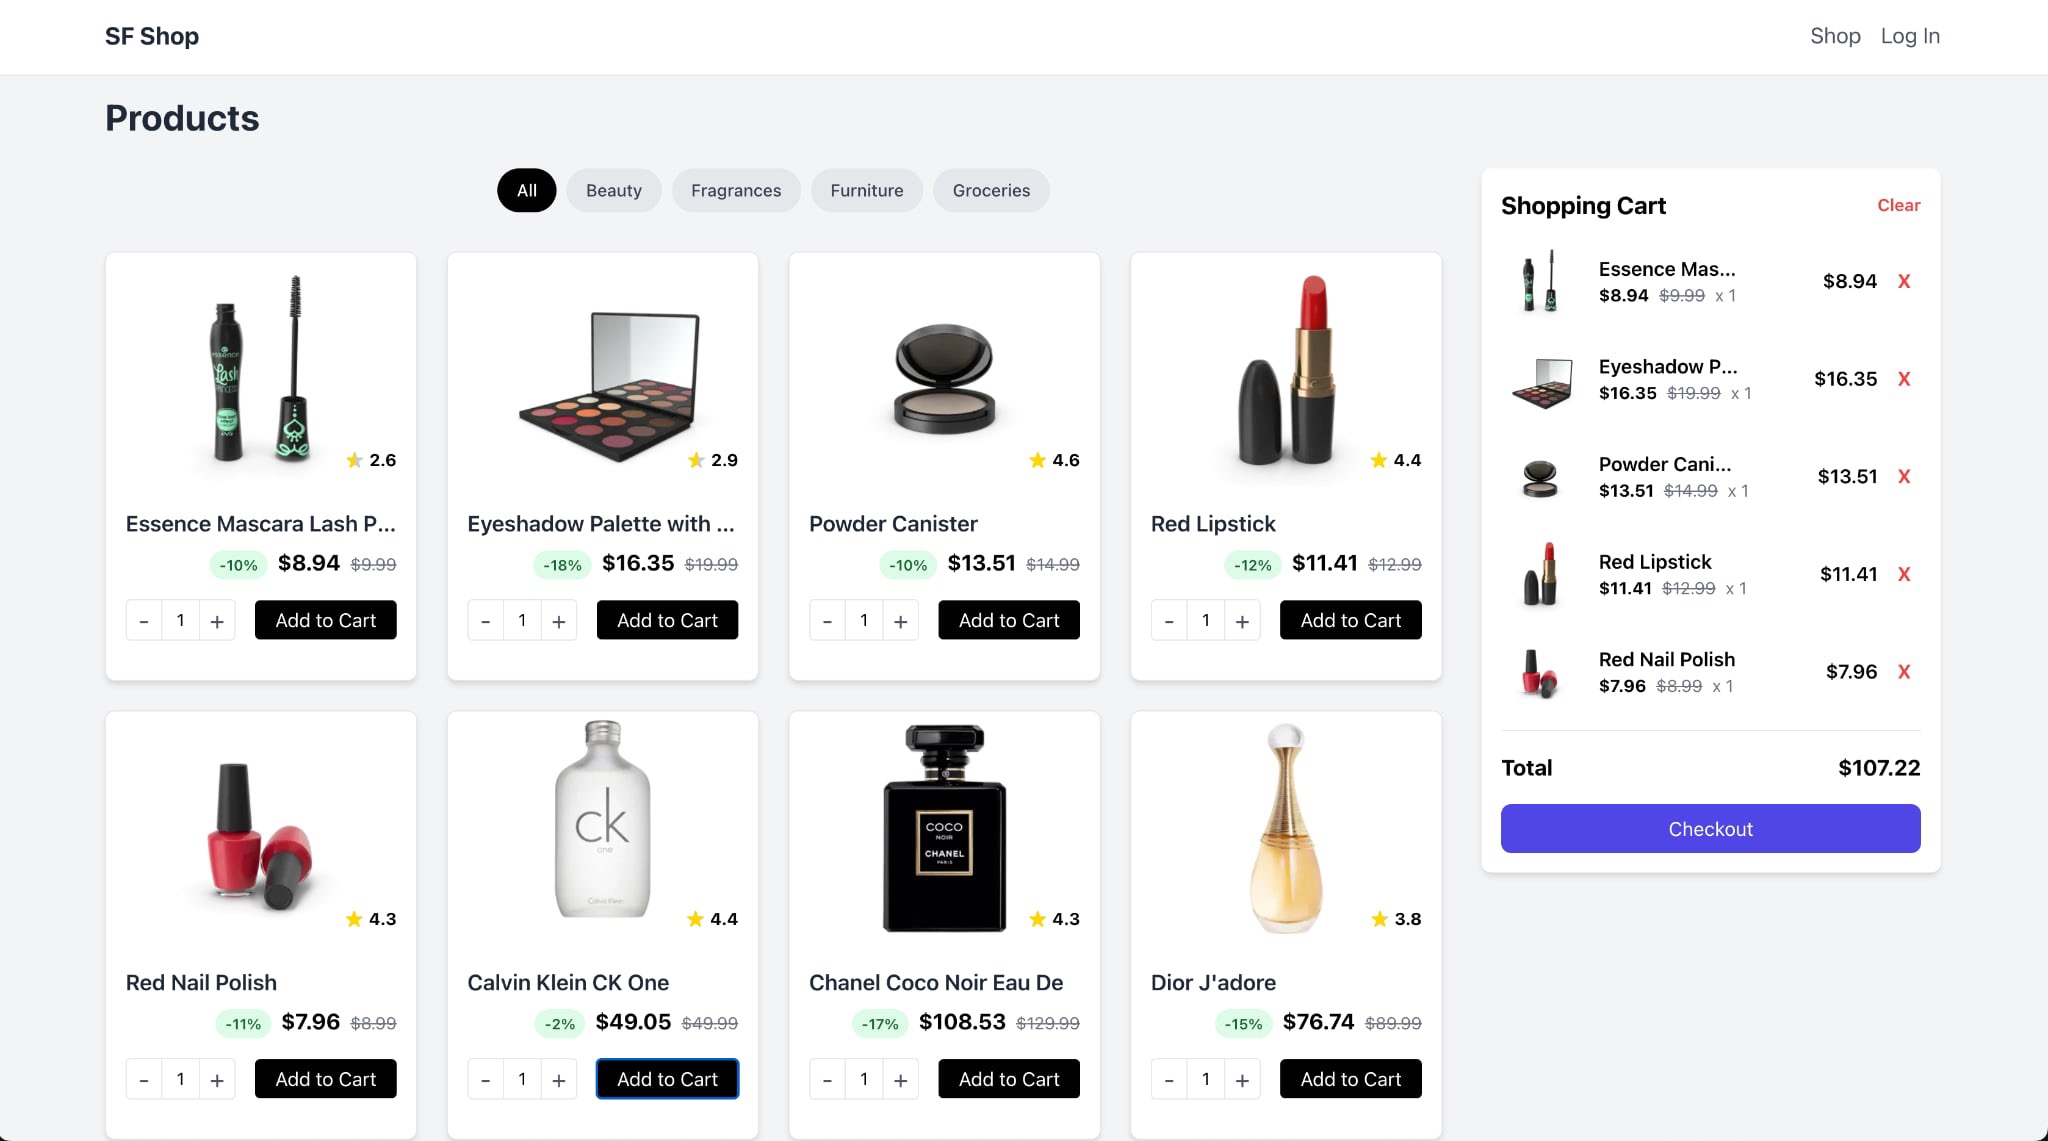 SF Shop
Shop Log In
Products
All Beauty Fragrances Furniture Groceries
essence
Lash
PRINCESS
2.6
Essence Mascara Lash P...
-10% $8.94 $9.99
- 1 + Add to Cart
2.9
Eyeshadow Palette with ...
-18% $16.35 $19.99
- 1 + Add to Cart
4.6
Powder Canister
-10% $13.51 $14.99
- 1 + Add to Cart
4.4
Red Lipstick
-12% $11.41 $12.99
- 1 + Add to Cart
4.3
Red Nail Polish
-11% $7.96 $8.99
- 1 + Add to Cart
ck
one
Calvin Klein
4.4
Calvin Klein CK One
-2% $49.05 $49.99
- 1 + Add to Cart
COCO
NOIR
CHANEL
PARIS
4.3
Chanel Coco Noir Eau De
-17% $108.53 $129.99
- 1 + Add to Cart
3.8
Dior J'adore
-15% $76.74 $89.99
- 1 + Add to Cart
Shopping Cart Clear
Essence Mas...
$8.94 $9.99 x 1 $8.94 X
Eyeshadow P...
$16.35 $19.99 x 1 $16.35 X
Powder Cani...
$13.51 $14.99 x 1 $13.51 X
Red Lipstick
$11.41 $12.99 x 1 $11.41 X
Red Nail Polish
$7.96 $8.99 x 1 $7.96 X
Total $107.22
Checkout